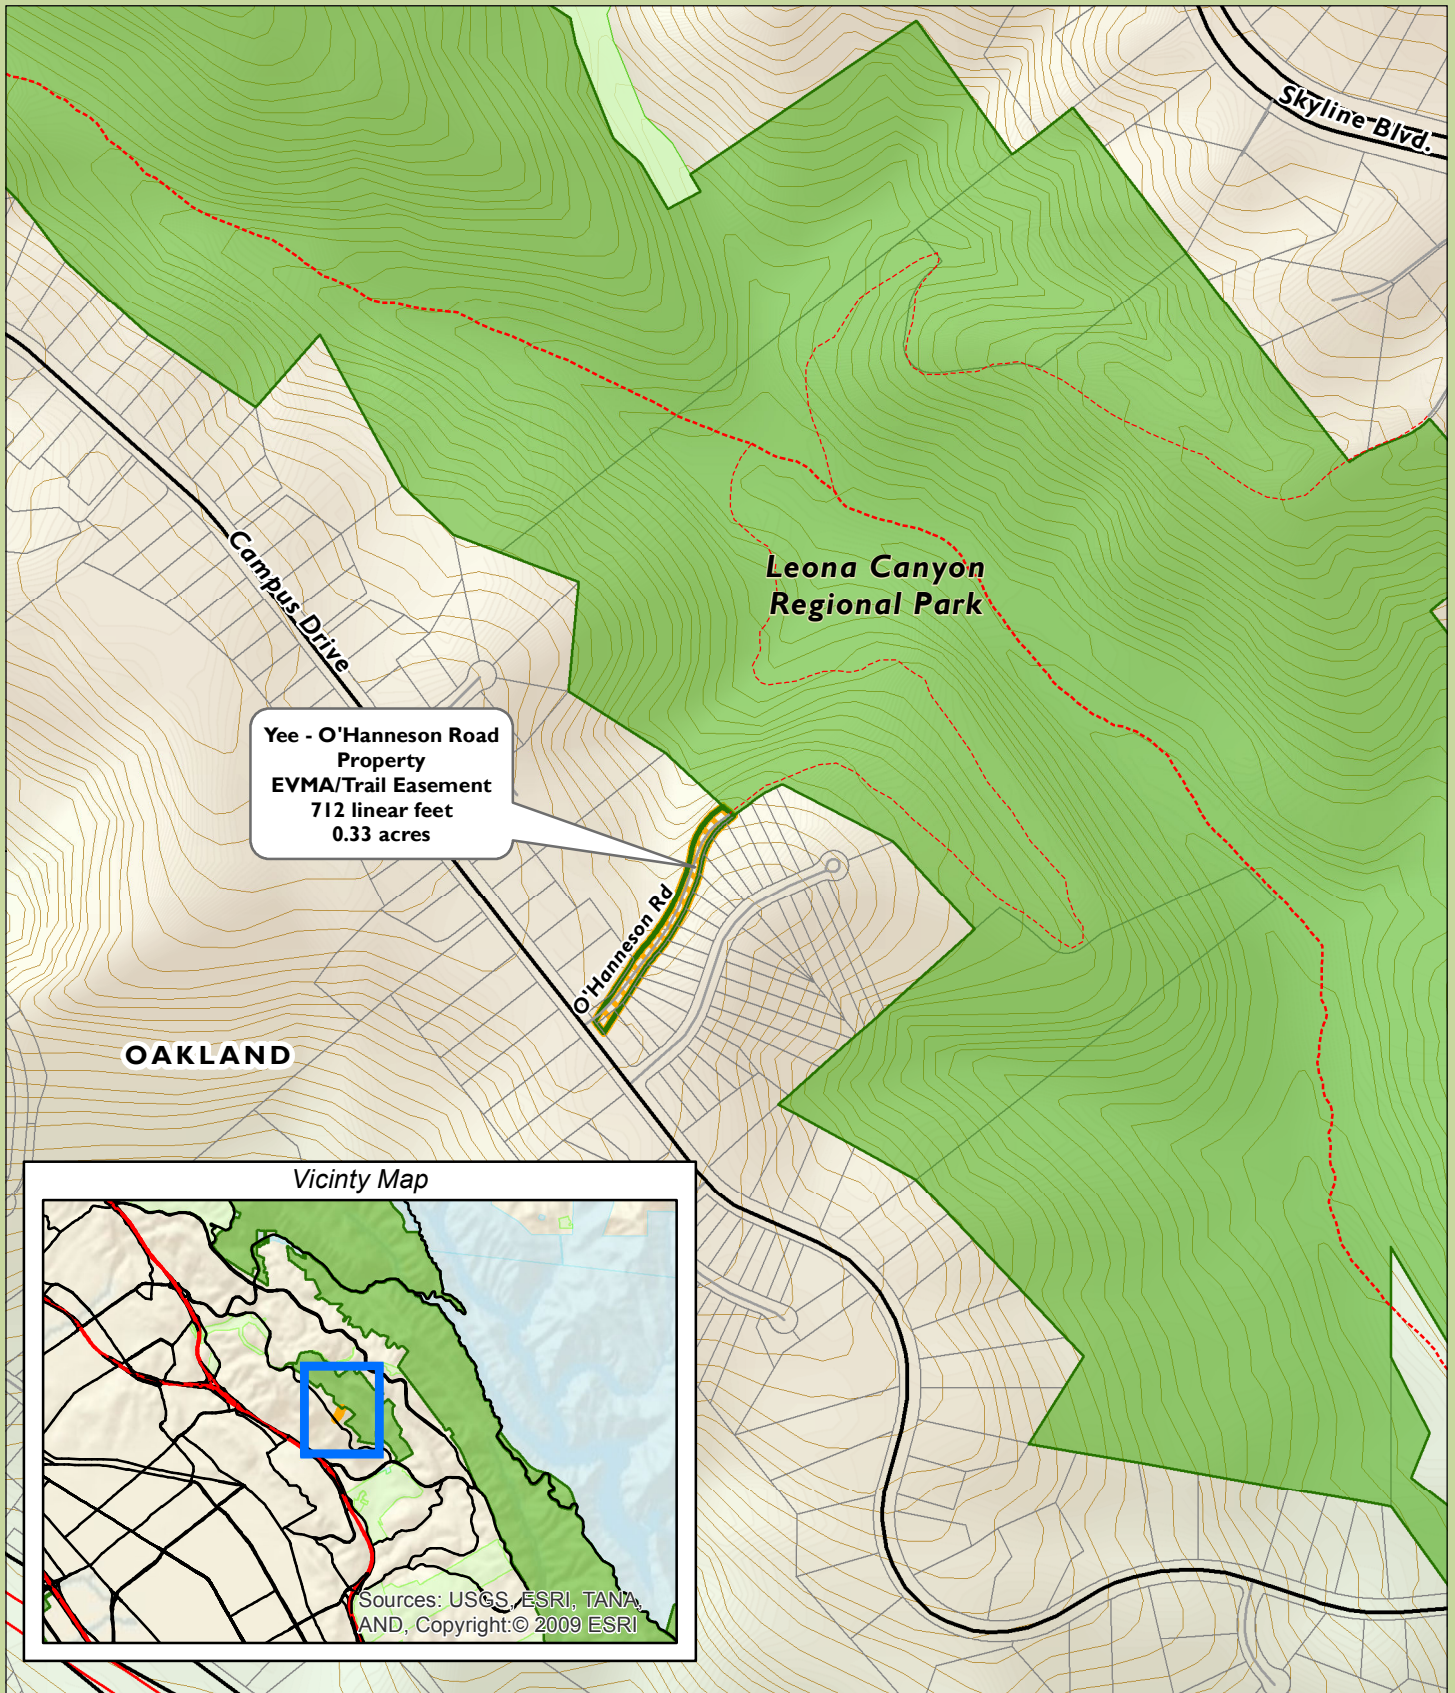 Skyline Blvd.
Leona Canyon
Regional Park
Campus Drive
Yee - O'Hanneson Road
Property
EVMA/Trail Easement
712 linear feet
0.33 acres
O'Hanneson Rd
OAKLAND
Vicinty Map
Sources: USGS, ESRI, TANA,
AND, Copyright:© 2009 ESRI